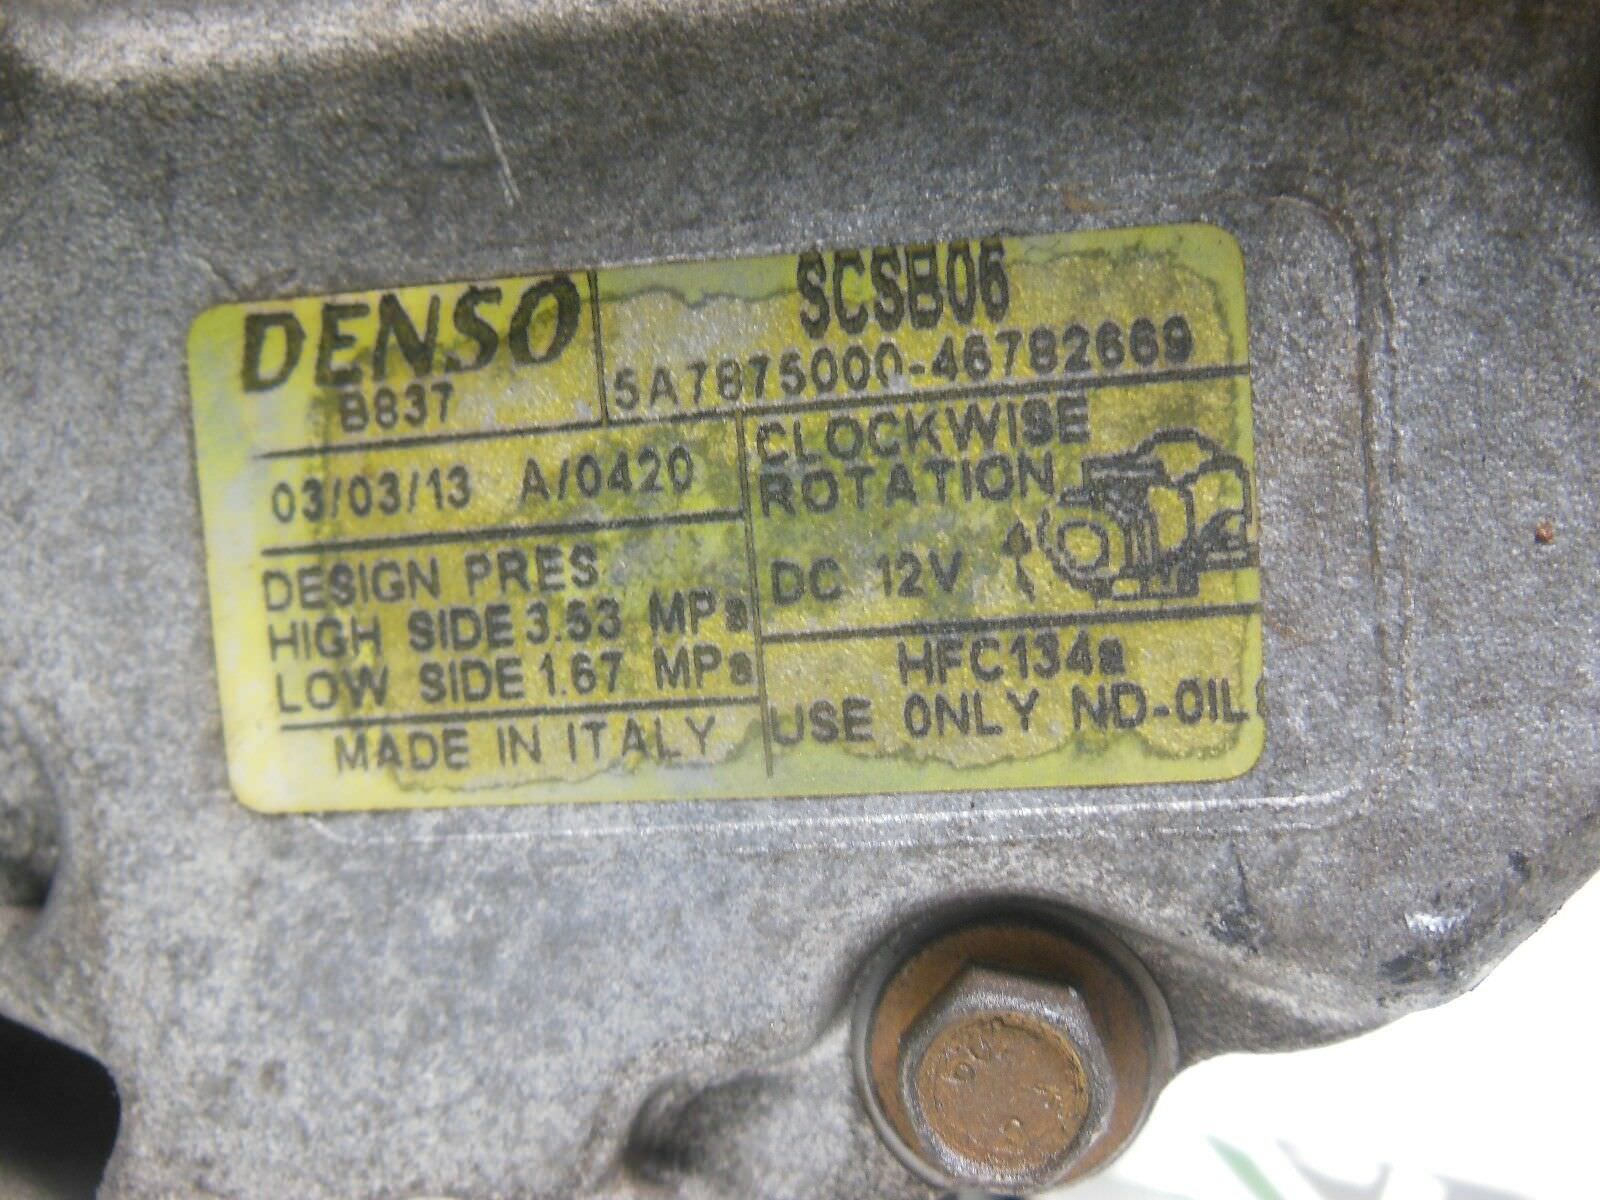 DENSO
B837
SCSB06
5A7875000-46782669
03/03/13 A/0420
CLOCKWISE
ROTATION
DC 12V
DESIGN PRES.
HIGH SIDE 3.53 MPa
LOW SIDE 1.67 MPa
HFC134a
USE ONLY ND-OIL
MADE IN ITALY